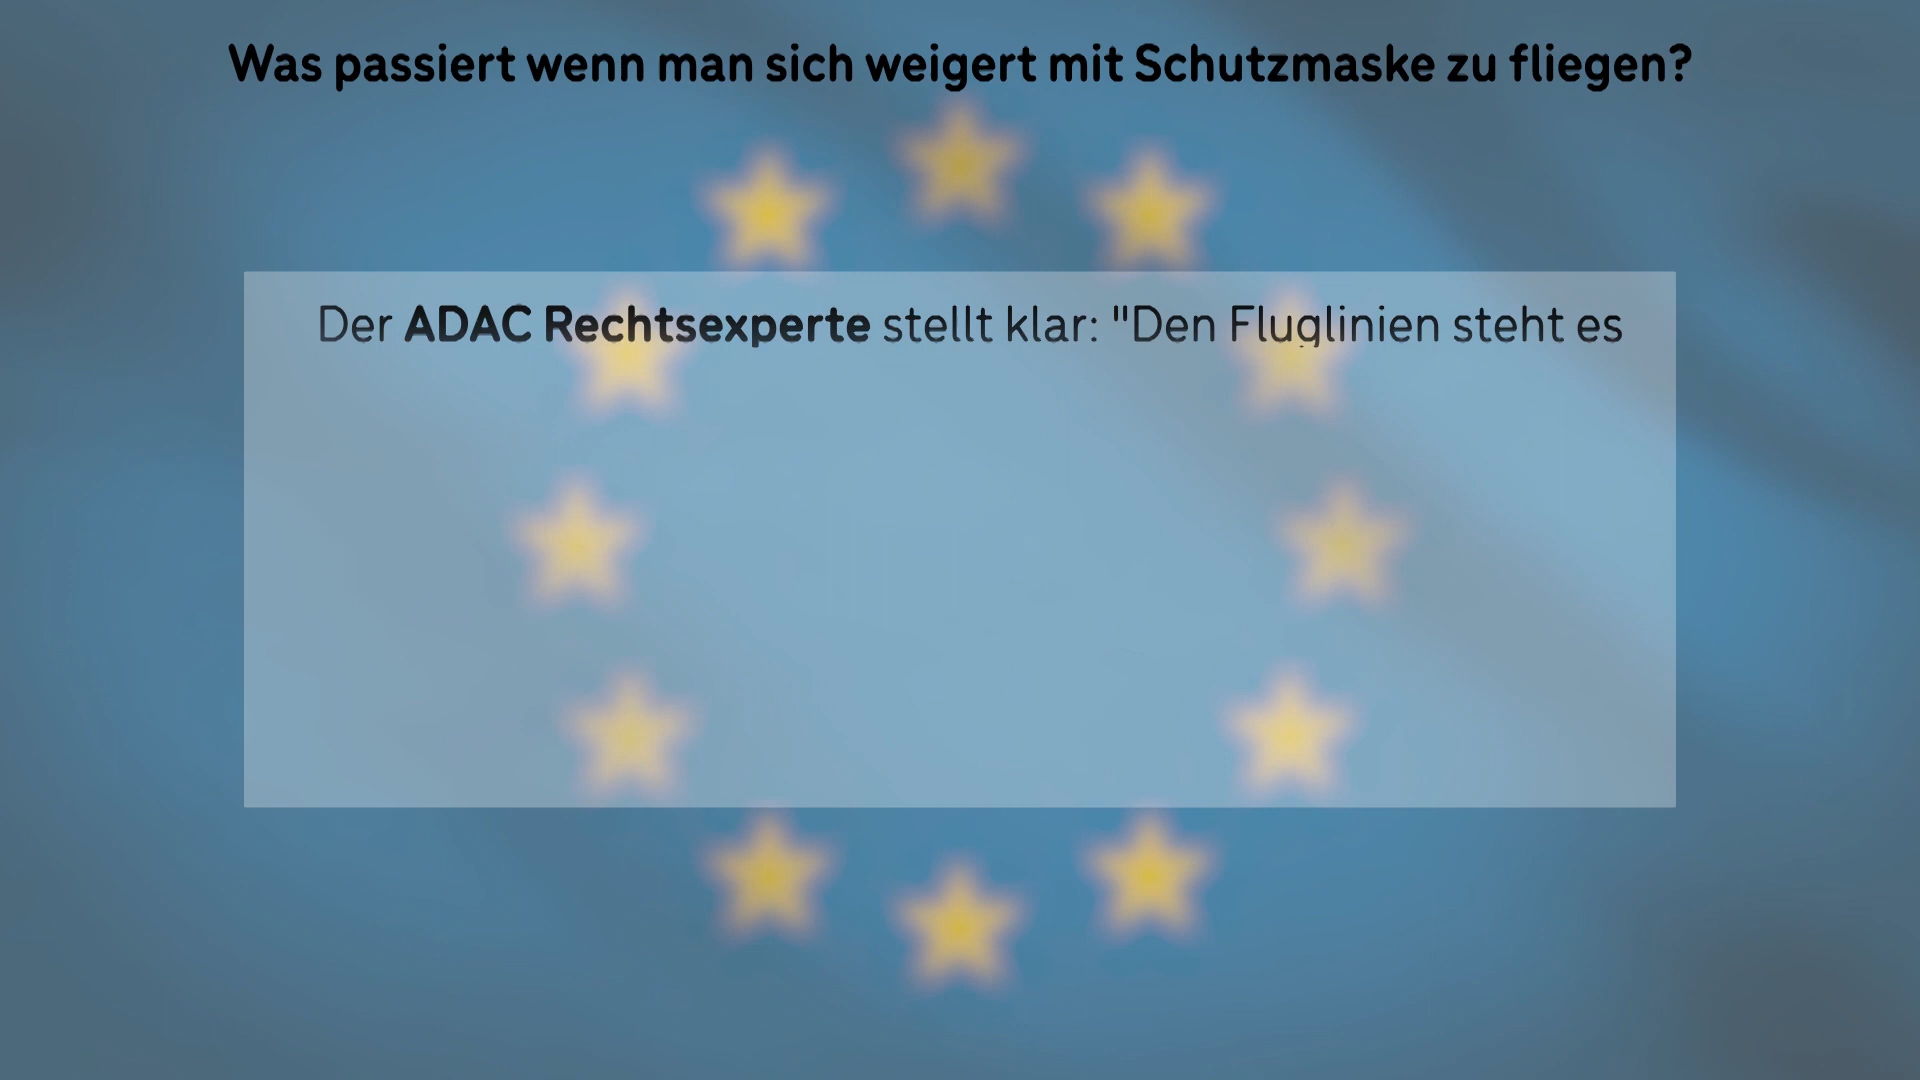 Was passiert wenn man sich weigert mit Schutzmaske zu fliegen?
Der ADAC Rechtsexperte stellt klar: "Den Fluglinien steht es